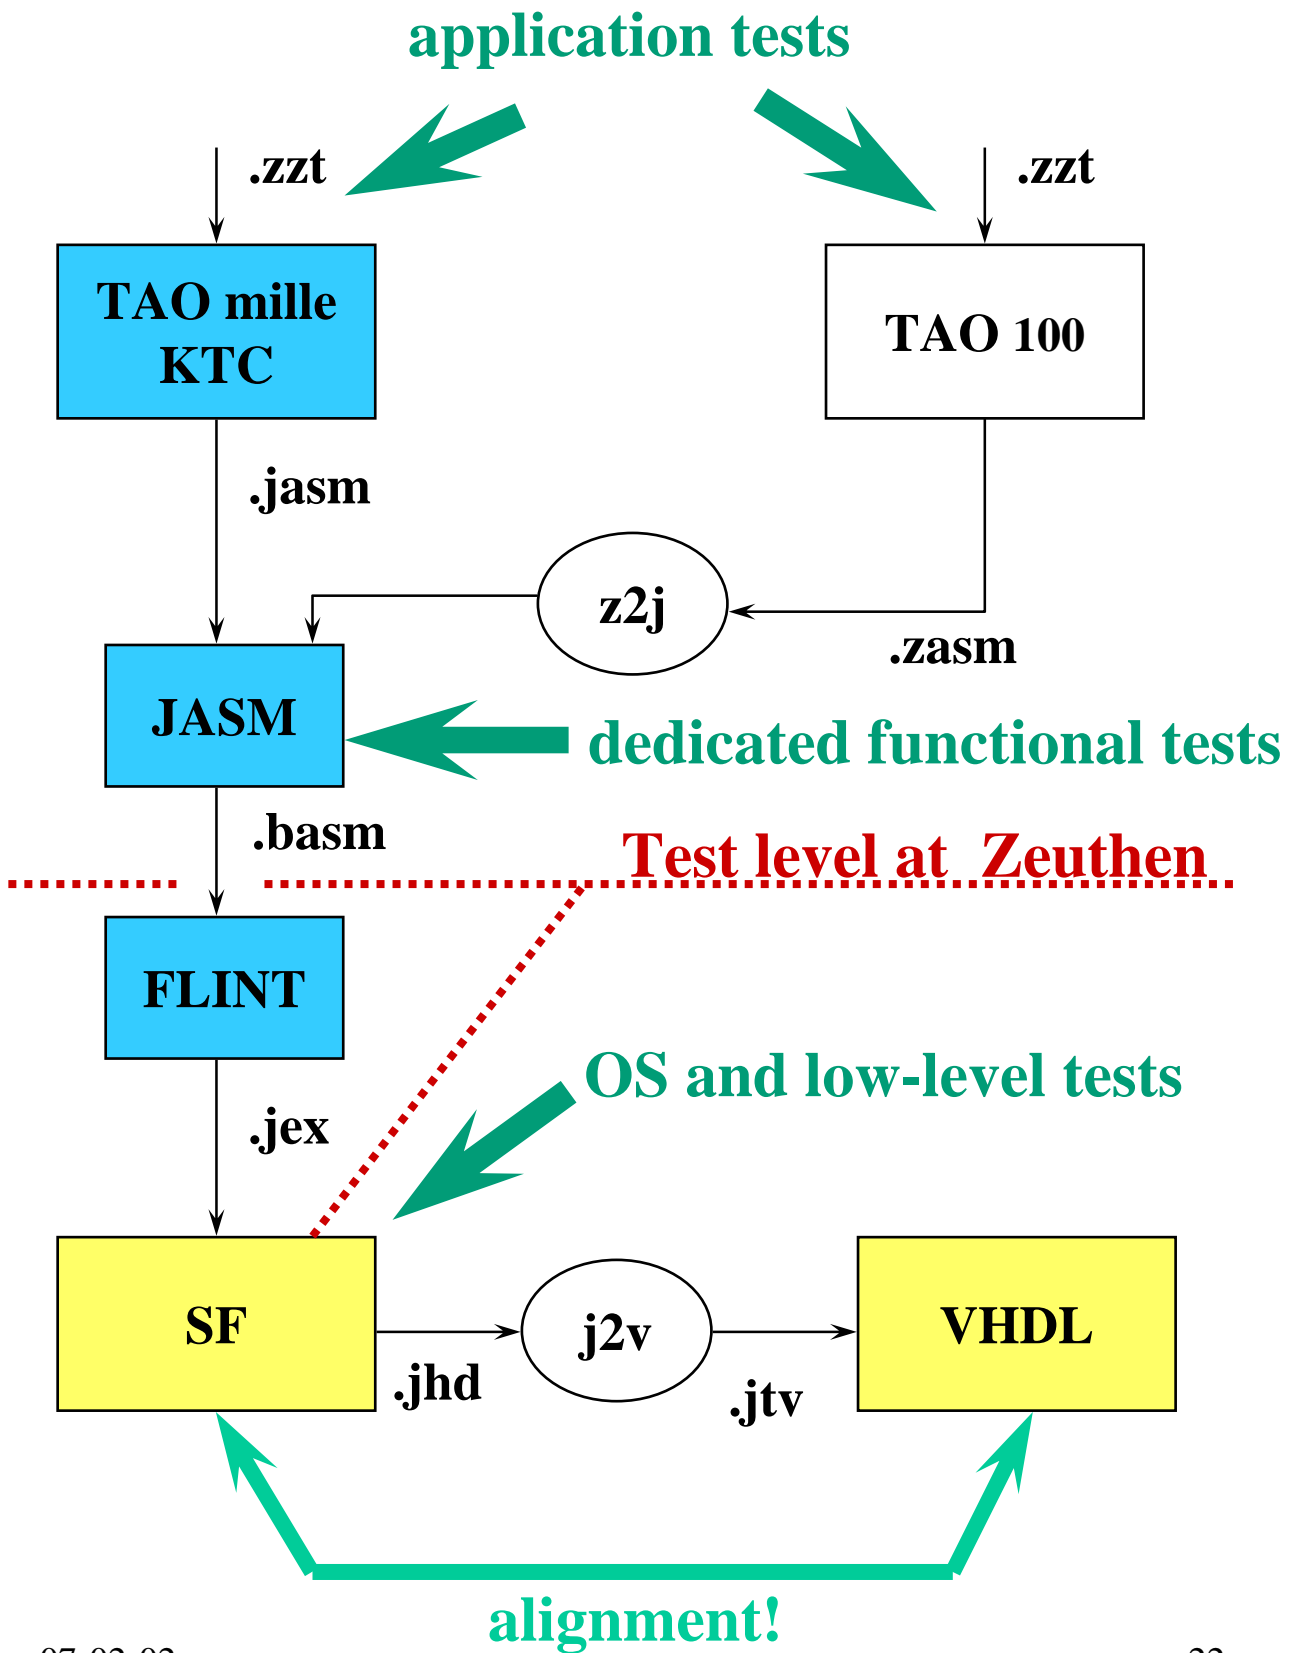 application tests
.zzt
.zzt
TAO mille
KTC
TAO 100
.jasm
z2j
.zasm
JASM
dedicated functional tests
.basm
Test level at Zeuthen
FLINT
OS and low-level tests
.jex
SF
j2v
VHDL
.jhd
.jtv
alignment!